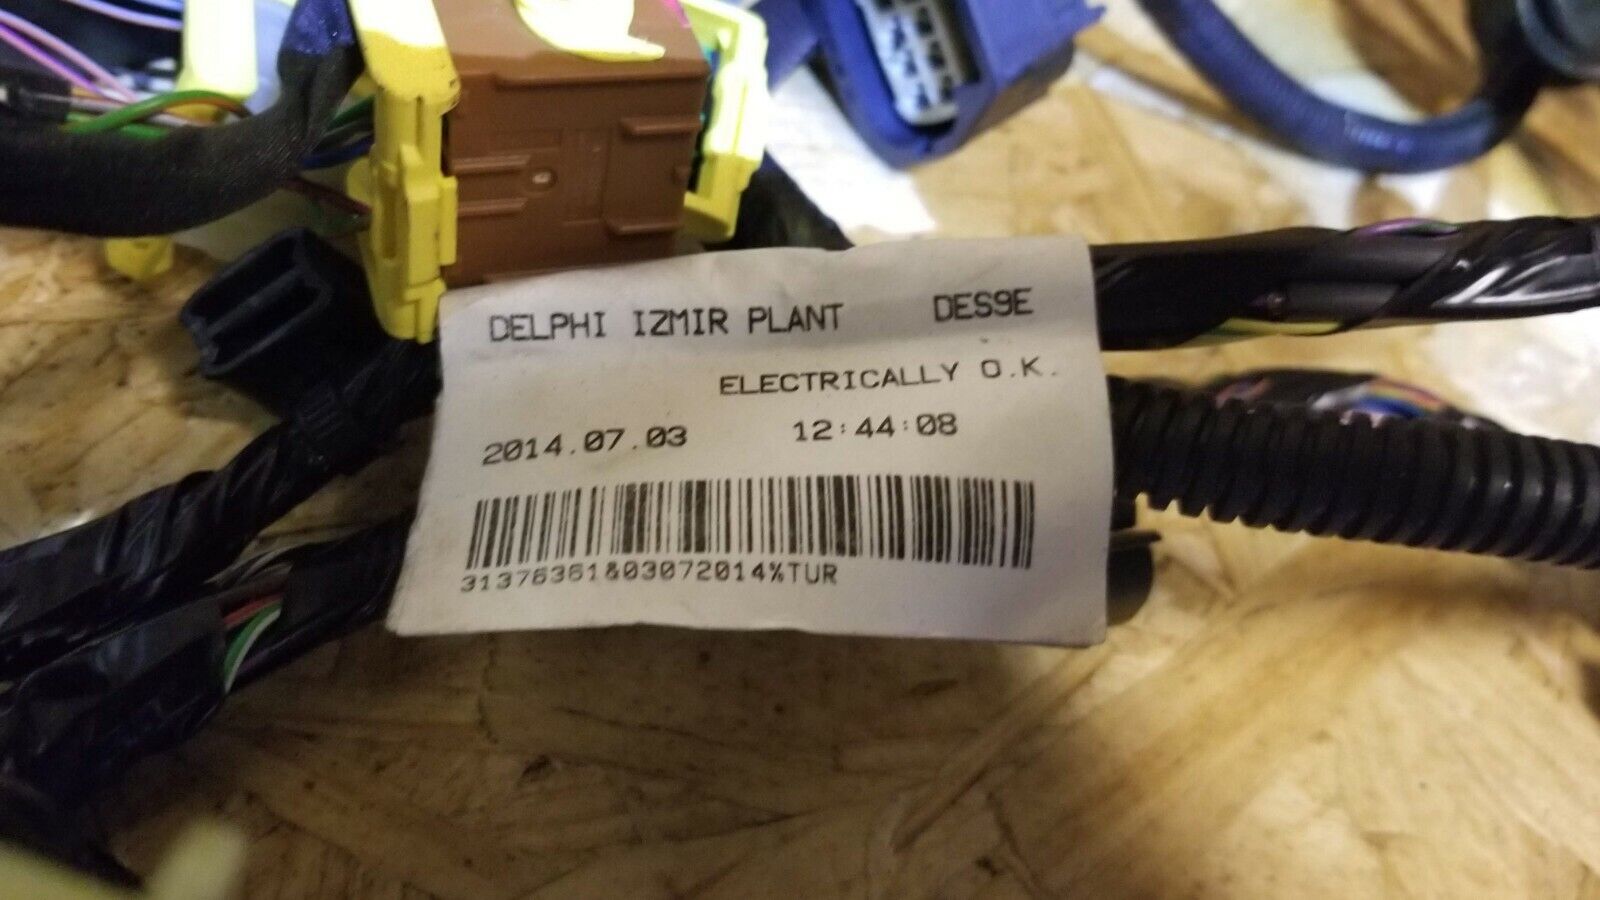 DELPHI IZMIR PLANT DES9E
ELECTRICALLY O.K.
2014.07.03 12:44:08
31376361&03072014%TUR